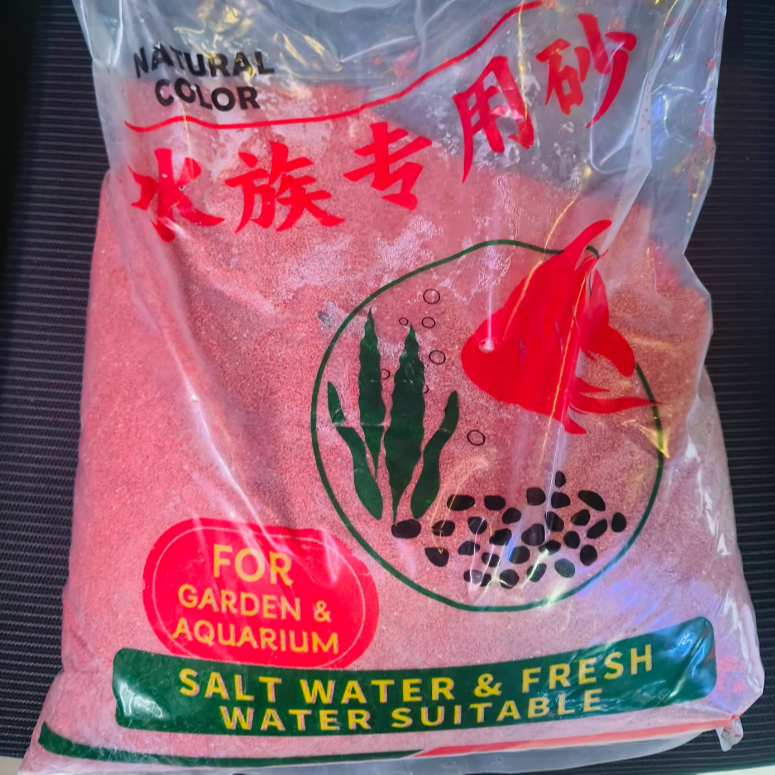 NATURAL
COLOR
水族专用砂
FOR
GARDEN &
AQUARIUM
SALT WATER & FRESH
WATER SUITABLE